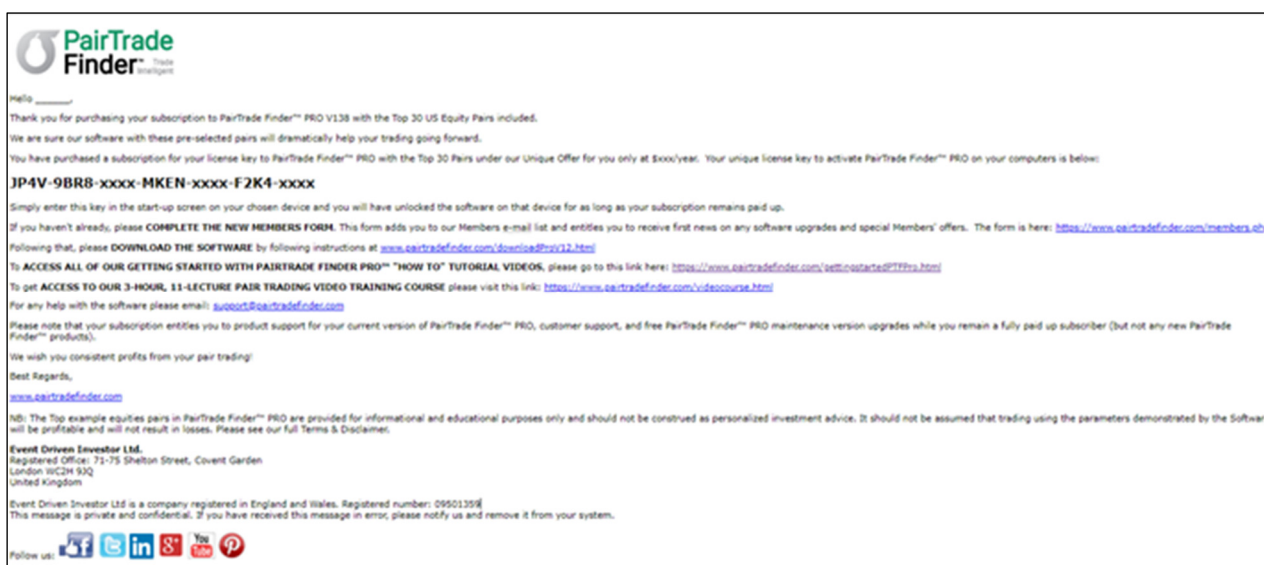 PairTrade
Finder™ Trade
Intelligent
Hello ______,
Thank you for purchasing your subscription to PairTrade Finder™ PRO V138 with the Top 30 US Equity Pairs included.
We are sure our software with these pre-selected pairs will dramatically help your trading going forward.
You have purchased a subscription for your license key to PairTrade Finder™ PRO with the Top 30 Pairs under our Unique Offer for you only at $xxx/year. Your unique license key to activate PairTrade Finder™ PRO on your computers is below:
JP4V-9BR8-xxxx-MKEN-xxxx-F2K4-xxxx
Simply enter this key in the start-up screen on your chosen device and you will have unlocked the software on that device for as long as your subscription remains paid up.
If you haven't already, please COMPLETE THE NEW MEMBERS FORM. This form adds you to our Members e-mail list and entitles you to receive first news on any software upgrades and special Members' offers. The form is here: https://www.pairtradefinder.com/members.ph
Following that, please DOWNLOAD THE SOFTWARE by following instructions at www.pairtradefinder.com/downloadProV12.html
To ACCESS ALL OF OUR GETTING STARTED WITH PAIRTRADE FINDER PRO™ "HOW TO" TUTORIAL VIDEOS, please go to this link here: https://www.pairtradefinder.com/gettingstartedPTFPro.html
To get ACCESS TO OUR 3-HOUR, 11-LECTURE PAIR TRADING VIDEO TRAINING COURSE please visit this link: https://www.pairtradefinder.com/videocourse.html
For any help with the software please email: support@pairtradefinder.com
Please note that your subscription entitles you to product support for your current version of PairTrade Finder™ PRO, customer support, and free PairTrade Finder™ PRO maintenance version upgrades while you remain a fully paid up subscriber (but not any new PairTrade
Finder™ products).
We wish you consistent profits from your pair trading!
Best Regards,
www.pairtradefinder.com
NB: The Top example equities pairs in PairTrade Finder™ PRO are provided for informational and educational purposes only and should not be construed as personalized investment advice. It should not be assumed that trading using the parameters demonstrated by the Softwar
will be profitable and will not result in losses. Please see our full Terms & Disclaimer.
Event Driven Investor Ltd.
Registered Office: 71-75 Shelton Street, Covent Garden
London WC2H 9JQ
United Kingdom
Event Driven Investor Ltd is a company registered in England and Wales. Registered number: 09501359
This message is private and confidential. If you have received this message in error, please notify us and remove it from your system.
Follow us: f t in 8+ You Tube P